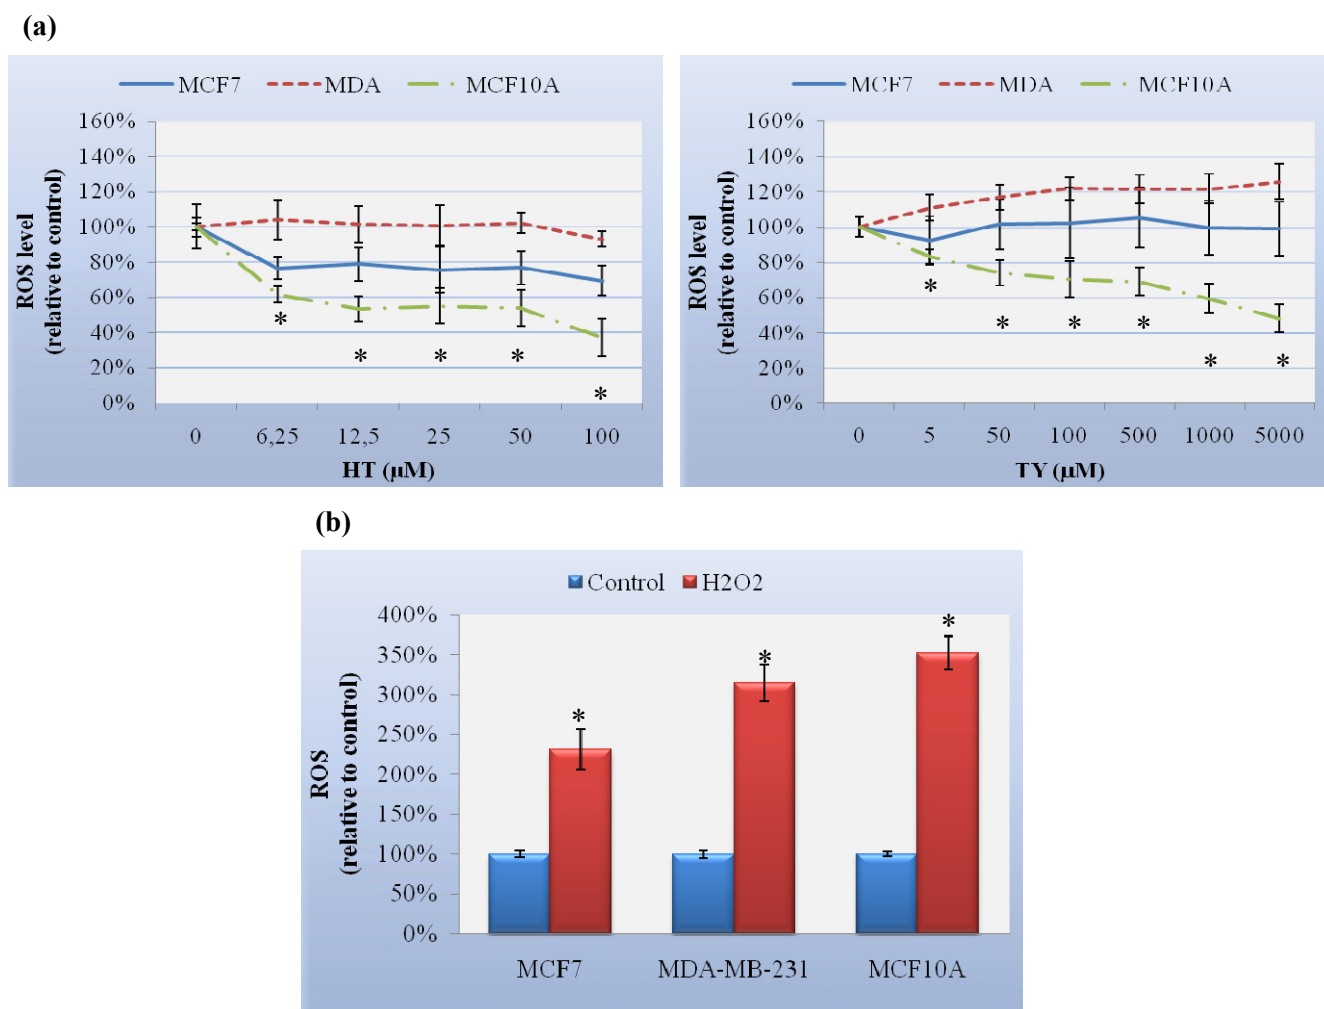 (a)
MCF7 MDA MCF10A
160%
140%
120%
100%
80%
60%
40%
20%
0%
ROS level
(relative to control)
* * * * *
0 6,25 12,5 25 50 100
HT (µM)
MCF7 MDA MCF10A
160%
140%
120%
100%
80%
60%
40%
20%
0%
ROS level
(relative to control)
* * * * * *
0 5 50 100 500 1000 5000
TY (µM)
(b)
Control H2O2
400%
350%
300%
250%
200%
150%
100%
50%
0%
ROS
(relative to control)
* * *
MCF7 MDA-MB-231 MCF10A